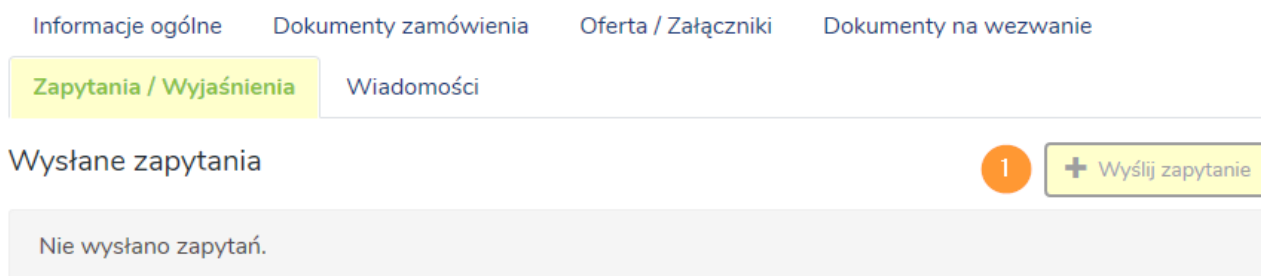 Informacje ogólne Dokumenty zamówienia Oferta / Załączniki Dokumenty na wezwanie
Zapytania / Wyjaśnienia Wiadomości
Wysłane zapytania 1 + Wyślij zapytanie
Nie wysłano zapytań.